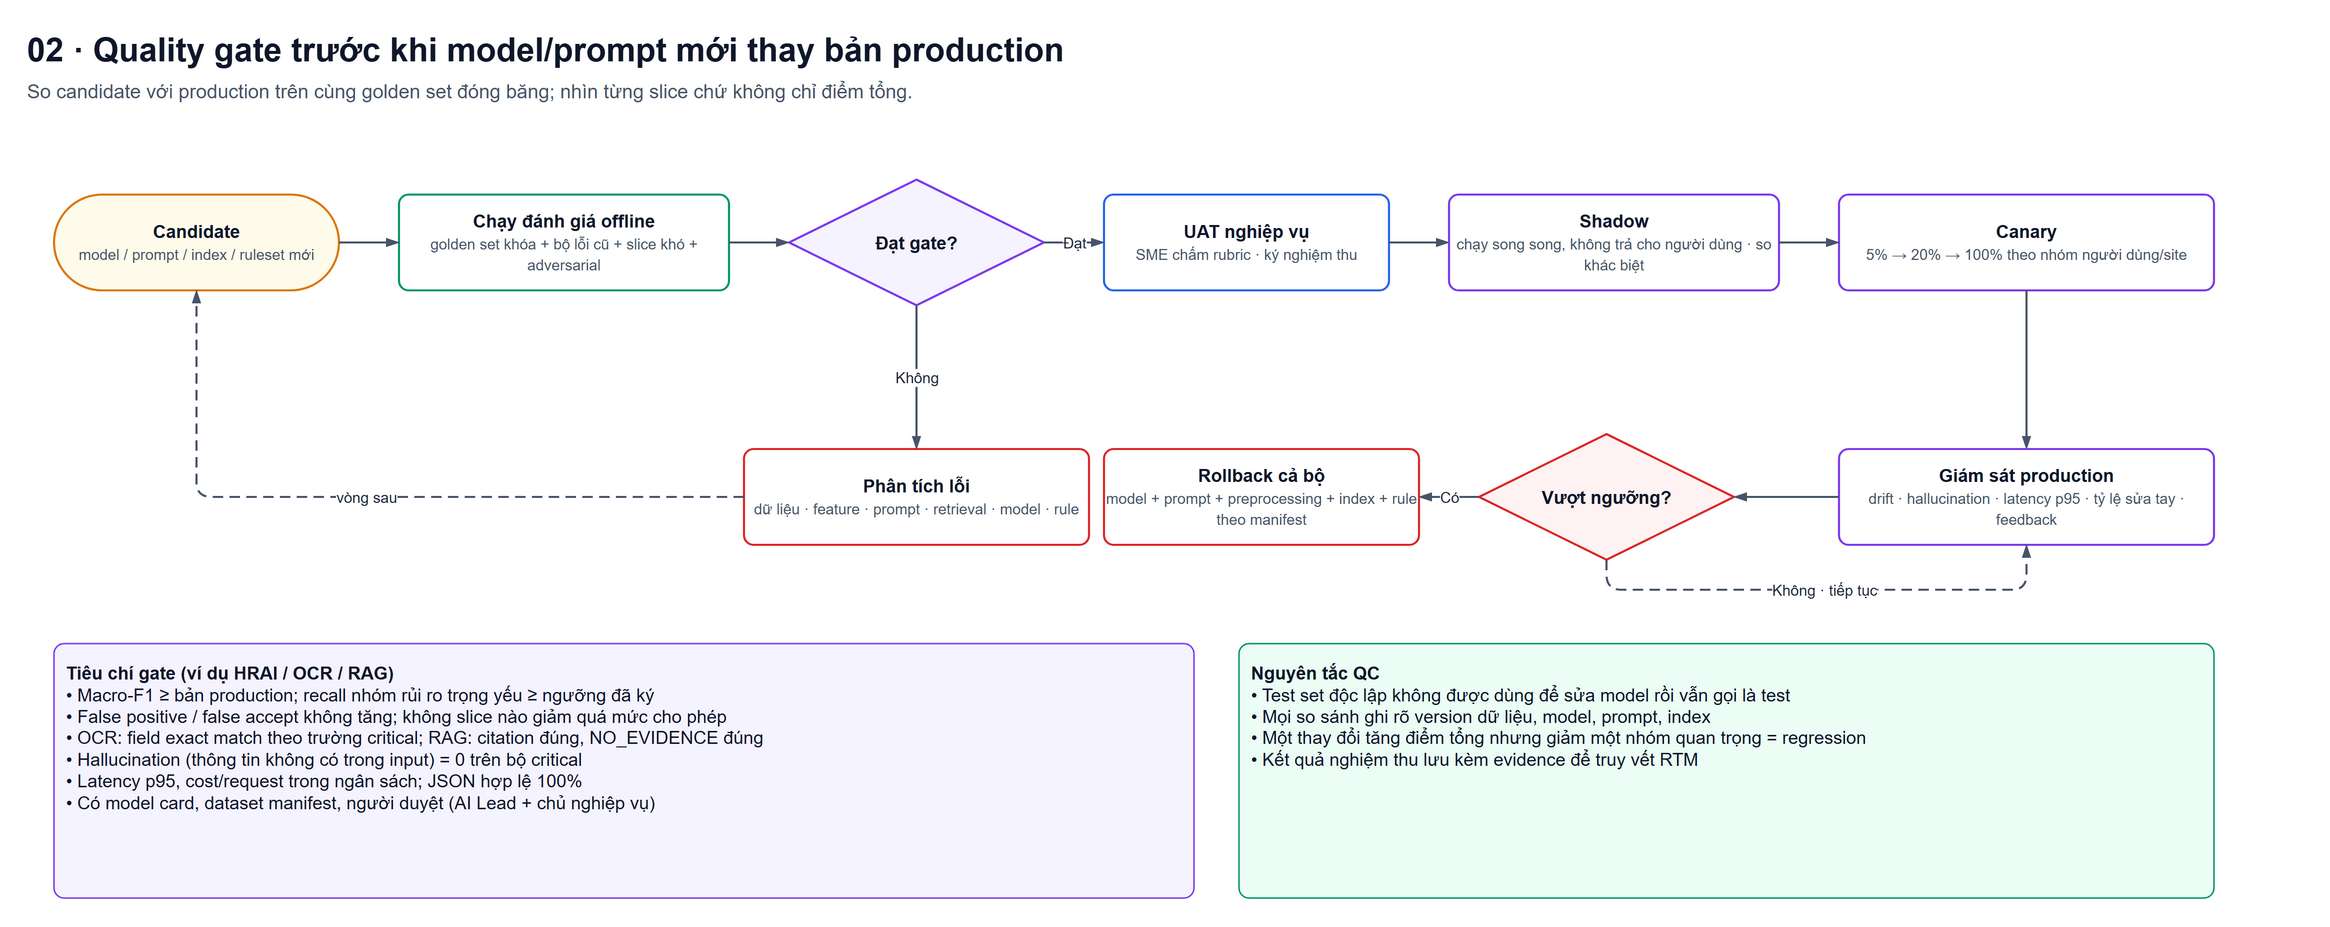 02 · Quality gate trước khi model/prompt mới thay bản production
So candidate với production trên cùng golden set đóng băng; nhìn từng slice chứ không chỉ điểm tổng.
Candidate
model / prompt / index / ruleset mới
Chạy đánh giá offline
golden set khóa + bộ lỗi cũ + slice khó +
adversarial
Đạt gate?
Đạt
UAT nghiệp vụ
SME chấm rubric · ký nghiệm thu
Shadow
chạy song song, không trả cho người dùng · so
khác biệt
Canary
5% → 20% → 100% theo nhóm người dùng/site
Không
vòng sau
Phân tích lỗi
dữ liệu · feature · prompt · retrieval · model · rule
Rollback cả bộ
model + prompt + preprocessing + index + rule
theo manifest
Có
Vượt ngưỡng?
Giám sát production
drift · hallucination · latency p95 · tỷ lệ sửa tay ·
feedback
Không · tiếp tục
Tiêu chí gate (ví dụ HRAI / OCR / RAG)
• Macro-F1 ≥ bản production; recall nhóm rủi ro trọng yếu ≥ ngưỡng đã ký
• False positive / false accept không tăng; không slice nào giảm quá mức cho phép
• OCR: field exact match theo trường critical; RAG: citation đúng, NO_EVIDENCE đúng
• Hallucination (thông tin không có trong input) = 0 trên bộ critical
• Latency p95, cost/request trong ngân sách; JSON hợp lệ 100%
• Có model card, dataset manifest, người duyệt (AI Lead + chủ nghiệp vụ)
Nguyên tắc QC
• Test set độc lập không được dùng để sửa model rồi vẫn gọi là test
• Mọi so sánh ghi rõ version dữ liệu, model, prompt, index
• Một thay đổi tăng điểm tổng nhưng giảm một nhóm quan trọng = regression
• Kết quả nghiệm thu lưu kèm evidence để truy vết RTM